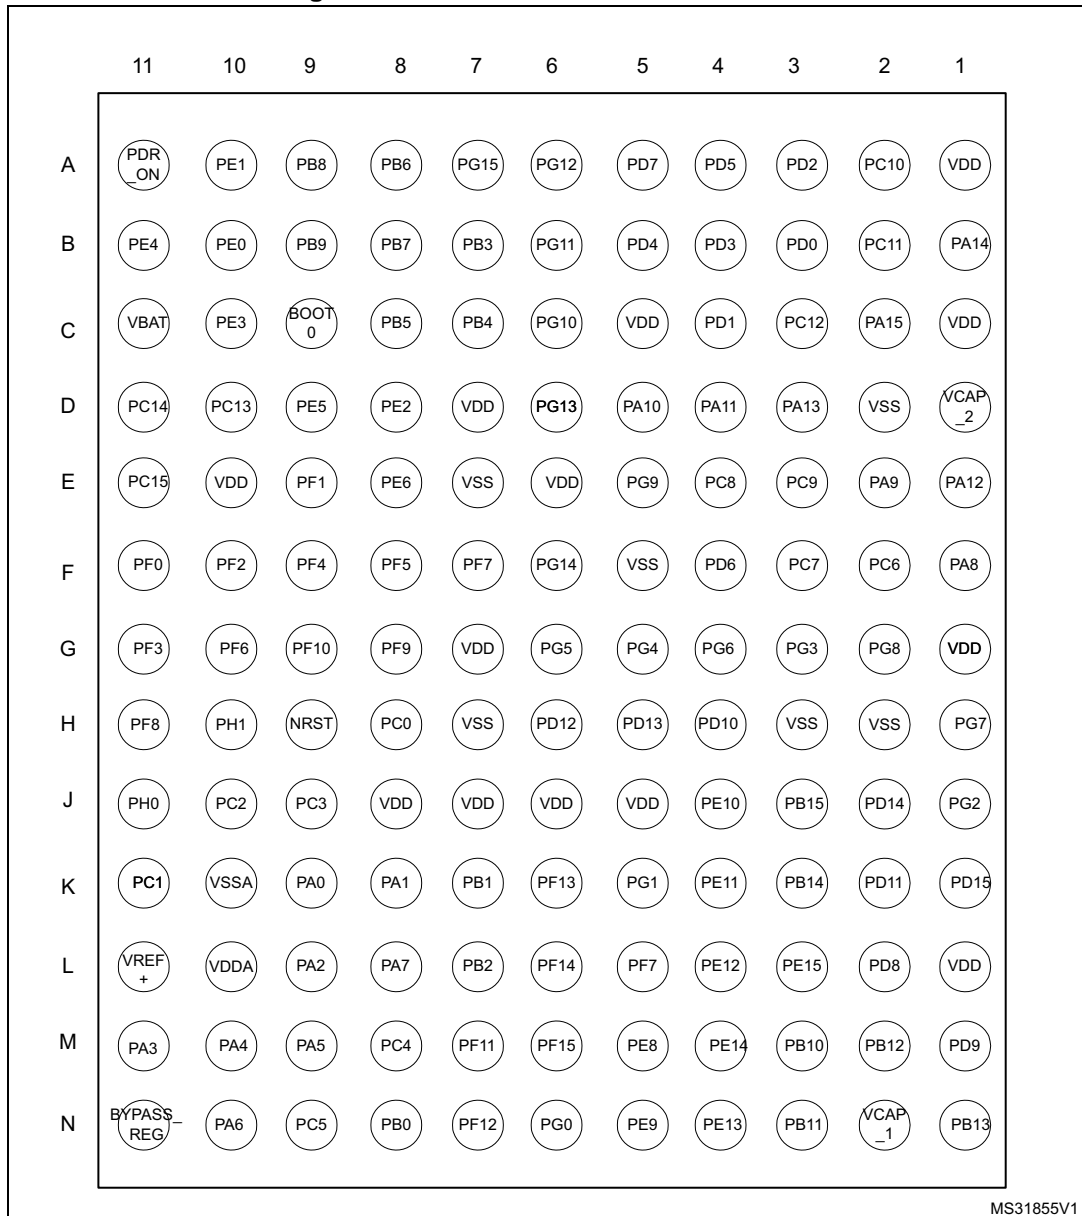 11 10 9 8 7 6 5 4 3 2 1
A PDR_ON PE1 PB8 PB6 PG15 PG12 PD7 PD5 PD2 PC10 VDD
B PE4 PE0 PB9 PB7 PB3 PG11 PD4 PD3 PD0 PC11 PA14
C VBAT PE3 BOOT0 PB5 PB4 PG10 VDD PD1 PC12 PA15 VDD
D PC14 PC13 PE5 PE2 VDD PG13 PA10 PA11 PA13 VSS VCAP_2
E PC15 VDD PF1 PE6 VSS VDD PG9 PC8 PC9 PA9 PA12
F PF0 PF2 PF4 PF5 PF7 PG14 VSS PD6 PC7 PC6 PA8
G PF3 PF6 PF10 PF9 VDD PG5 PG4 PG6 PG3 PG8 VDD
H PF8 PH1 NRST PC0 VSS PD12 PD13 PD10 VSS VSS PG7
J PH0 PC2 PC3 VDD VDD VDD VDD PE10 PB15 PD14 PG2
K PC1 VSSA PA0 PA1 PB1 PF13 PG1 PE11 PB14 PD11 PD15
L VREF+ VDDA PA2 PA7 PB2 PF14 PF7 PE12 PE15 PD8 VDD
M PA3 PA4 PA5 PC4 PF11 PF15 PE8 PE14 PB10 PB12 PD9
N BYPASS_REG PA6 PC5 PB0 PF12 PG0 PE9 PE13 PB11 VCAP_1 PB13
MS31855V1